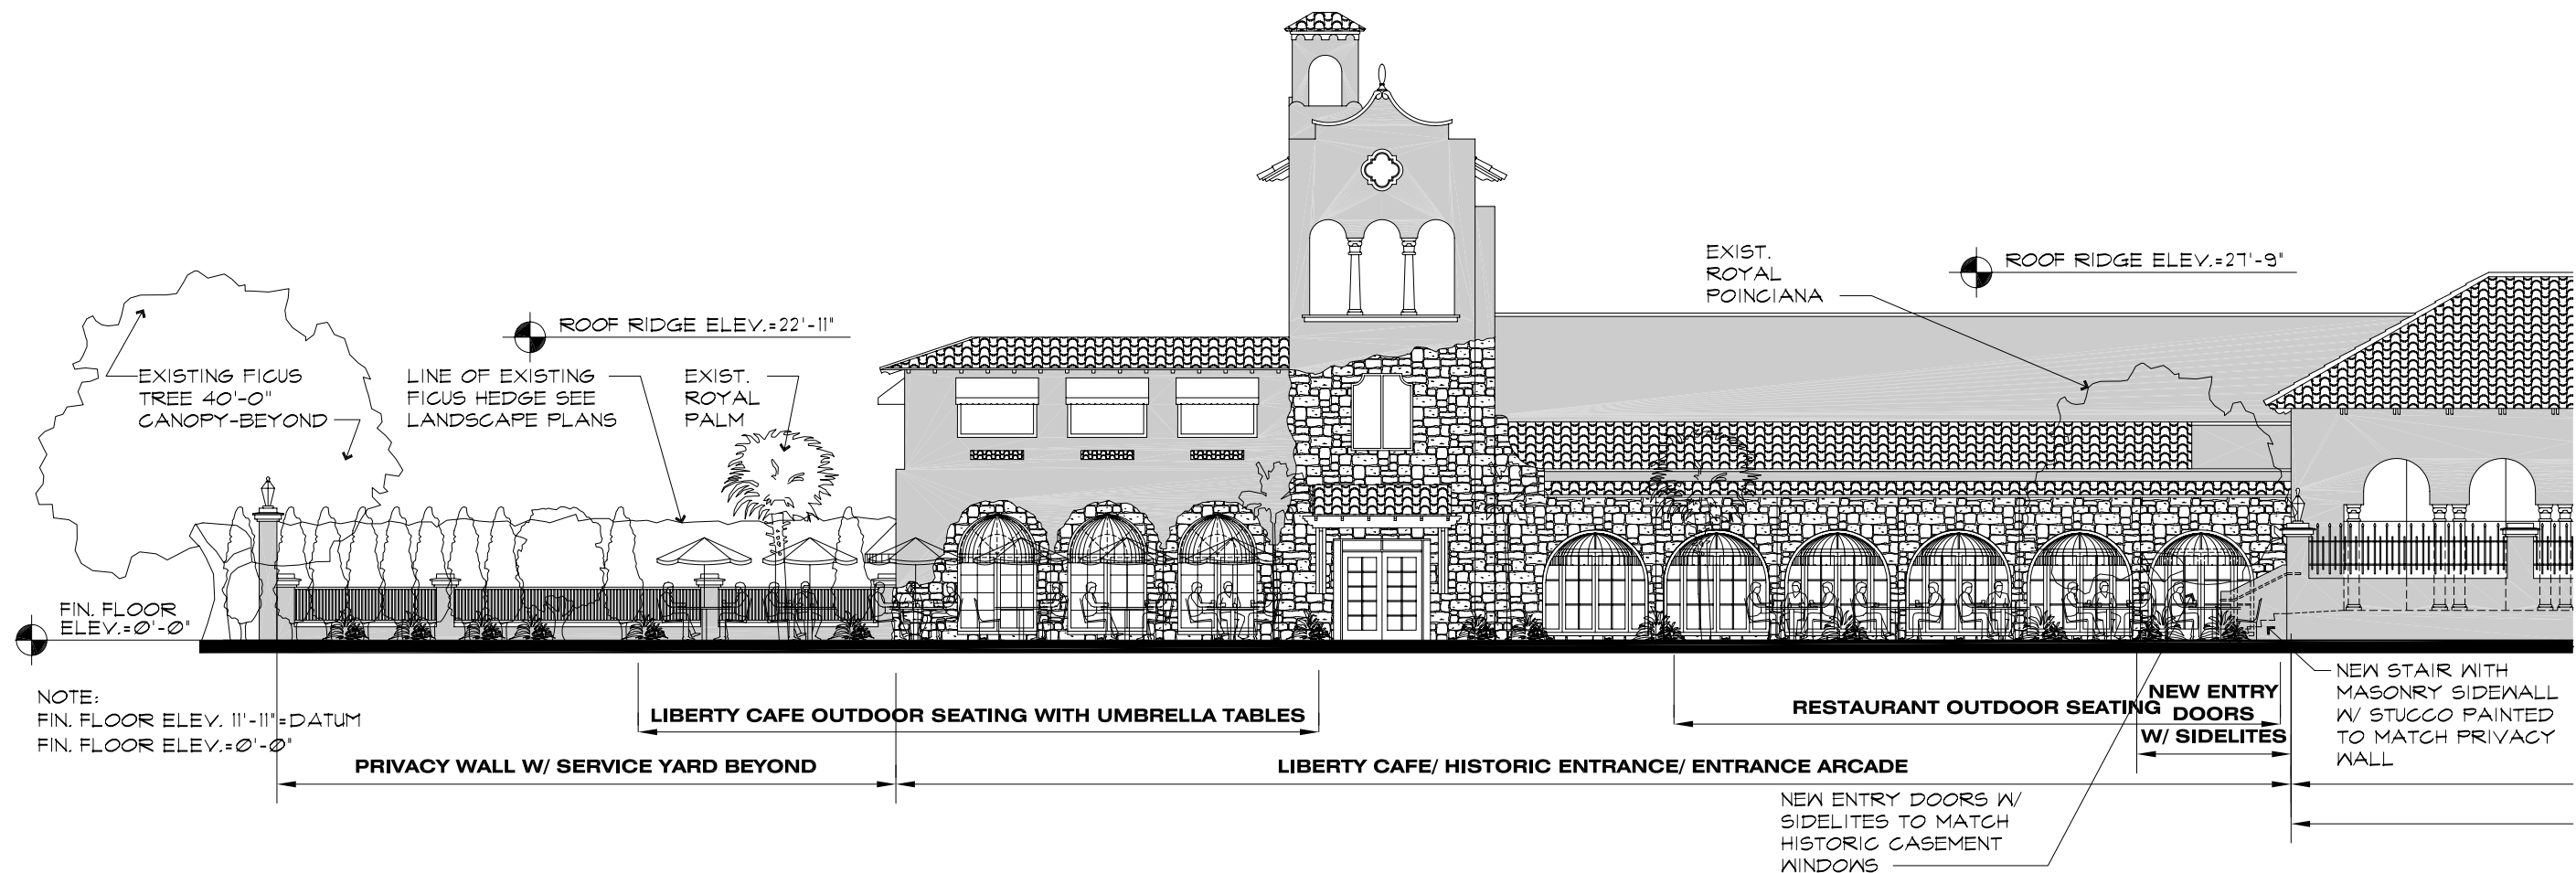 EXIST.
ROYAL
POINCIANA
ROOF RIDGE ELEV.=27'-9"
ROOF RIDGE ELEV.=22'-11"
EXISTING FICUS
TREE 40'-0"
CANOPY-BEYOND
LINE OF EXISTING
FICUS HEDGE SEE
LANDSCAPE PLANS
EXIST.
ROYAL
PALM
FIN. FLOOR
ELEV.=0'-0"
NOTE:
FIN. FLOOR ELEV. 11'-11"=DATUM
FIN. FLOOR ELEV.=0'-0"
LIBERTY CAFE OUTDOOR SEATING WITH UMBRELLA TABLES
RESTAURANT OUTDOOR SEATING
NEW ENTRY
DOORS
W/ SIDELITES
NEW STAIR WITH
MASONRY SIDEWALL
W/ STUCCO PAINTED
TO MATCH PRIVACY
WALL
PRIVACY WALL W/ SERVICE YARD BEYOND
LIBERTY CAFE/ HISTORIC ENTRANCE/ ENTRANCE ARCADE
NEW ENTRY DOORS W/
SIDELITES TO MATCH
HISTORIC CASEMENT
WINDOWS